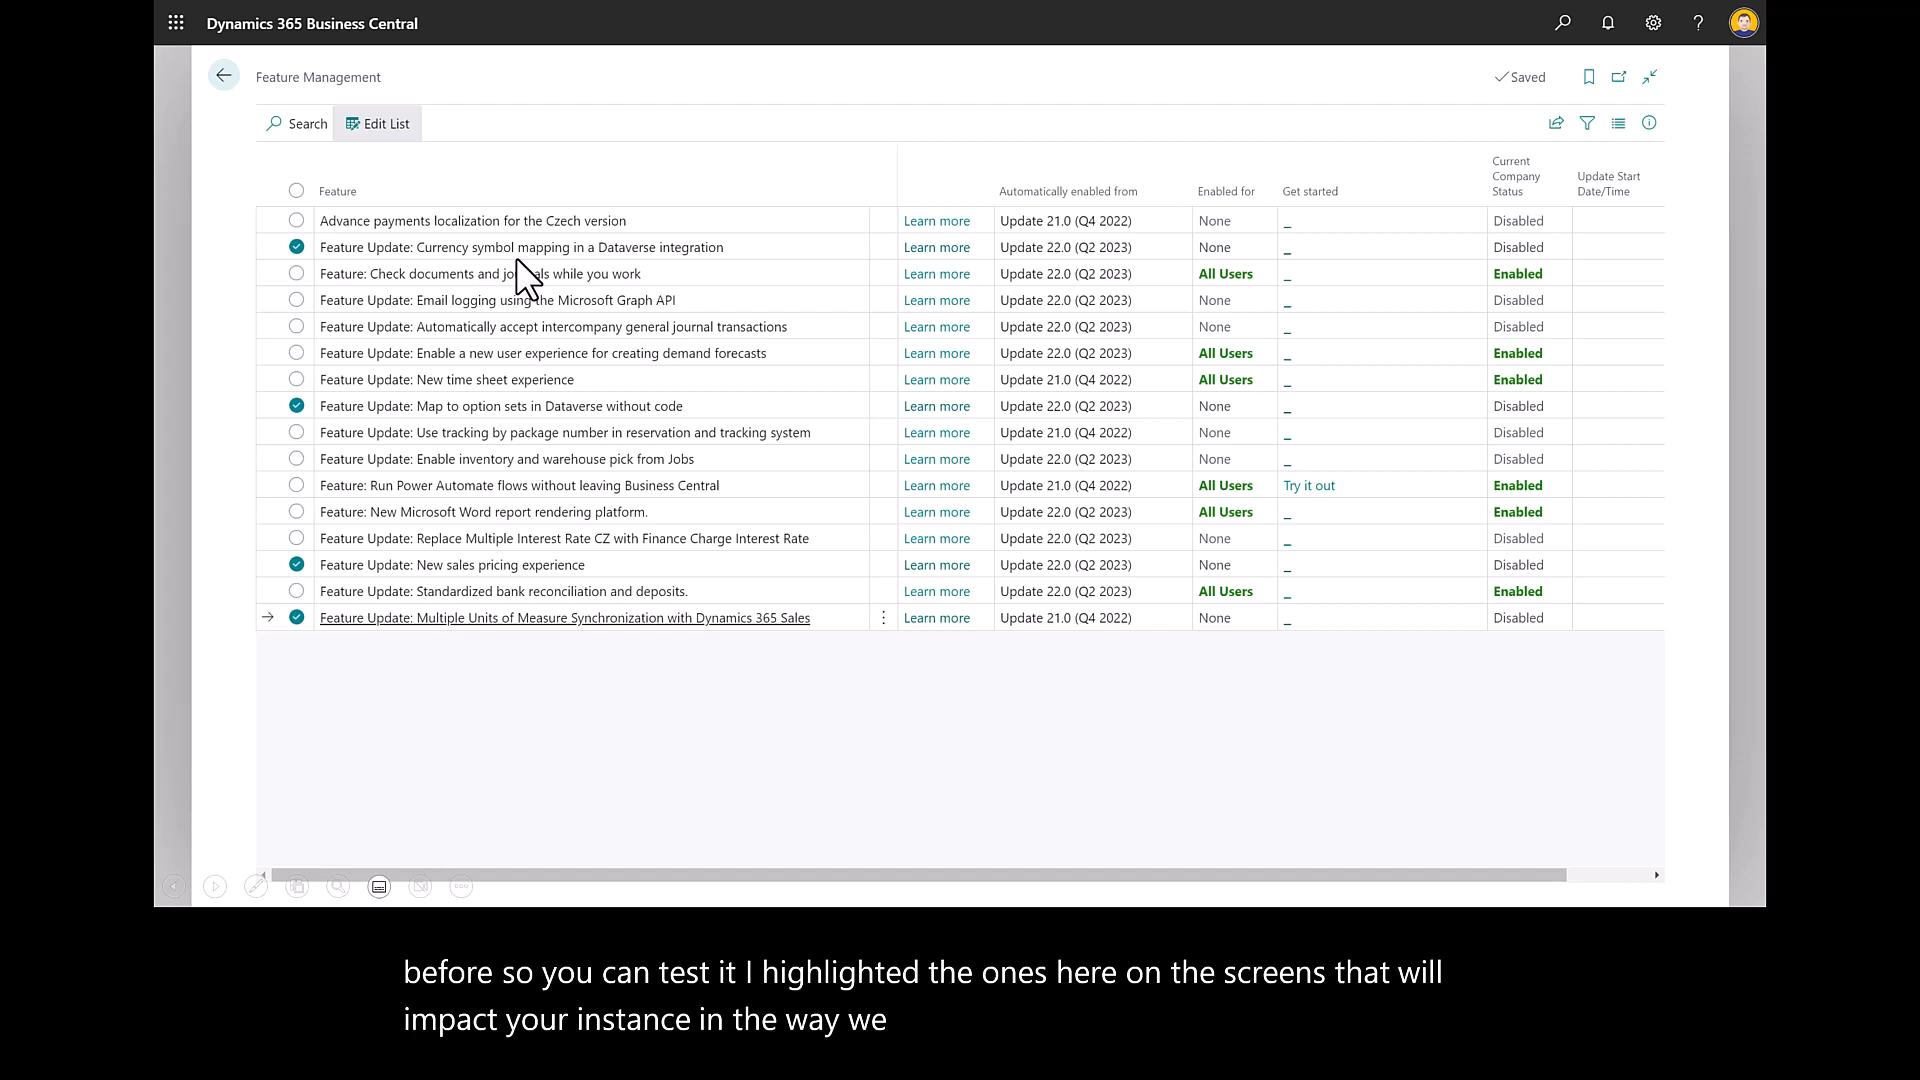 Dynamics 365 Business Central
Feature Management
Saved
Search Edit List
Feature Automatically enabled from Enabled for Get started Current Company Status Update Start Date/Time
Advance payments localization for the Czech version Learn more Update 21.0 (Q4 2022) None _ Disabled
Feature Update: Currency symbol mapping in a Dataverse integration Learn more Update 22.0 (Q2 2023) None _ Disabled
Feature: Check documents and while you work Learn more Update 22.0 (Q2 2023) All Users _ Enabled
Feature Update: Email logging using the Microsoft Graph API Learn more Update 22.0 (Q2 2023) None _ Disabled
Feature Update: Automatically accept intercompany general journal transactions Learn more Update 22.0 (Q2 2023) None _ Disabled
Feature Update: Enable a new user experience for creating demand forecasts Learn more Update 22.0 (Q2 2023) All Users _ Enabled
Feature Update: New time sheet experience Learn more Update 21.0 (Q4 2022) All Users _ Enabled
Feature Update: Map to option sets in Dataverse without code Learn more Update 22.0 (Q2 2023) None _ Disabled
Feature Update: Use tracking by package number in reservation and tracking system Learn more Update 21.0 (Q4 2022) None _ Disabled
Feature Update: Enable inventory and warehouse pick from Jobs Learn more Update 22.0 (Q2 2023) None _ Disabled
Feature: Run Power Automate flows without leaving Business Central Learn more Update 21.0 (Q4 2022) All Users Try it out Enabled
Feature: New Microsoft Word report rendering platform. Learn more Update 22.0 (Q2 2023) All Users _ Enabled
Feature Update: Replace Multiple Interest Rate CZ with Finance Charge Interest Rate Learn more Update 22.0 (Q2 2023) None _ Disabled
Feature Update: New sales pricing experience Learn more Update 22.0 (Q2 2023) None _ Disabled
Feature Update: Standardized bank reconciliation and deposits. Learn more Update 22.0 (Q2 2023) All Users _ Enabled
Feature Update: Multiple Units of Measure Synchronization with Dynamics 365 Sales Learn more Update 21.0 (Q4 2022) None _ Disabled
before so you can test it I highlighted the ones here on the screens that will
impact your instance in the way we